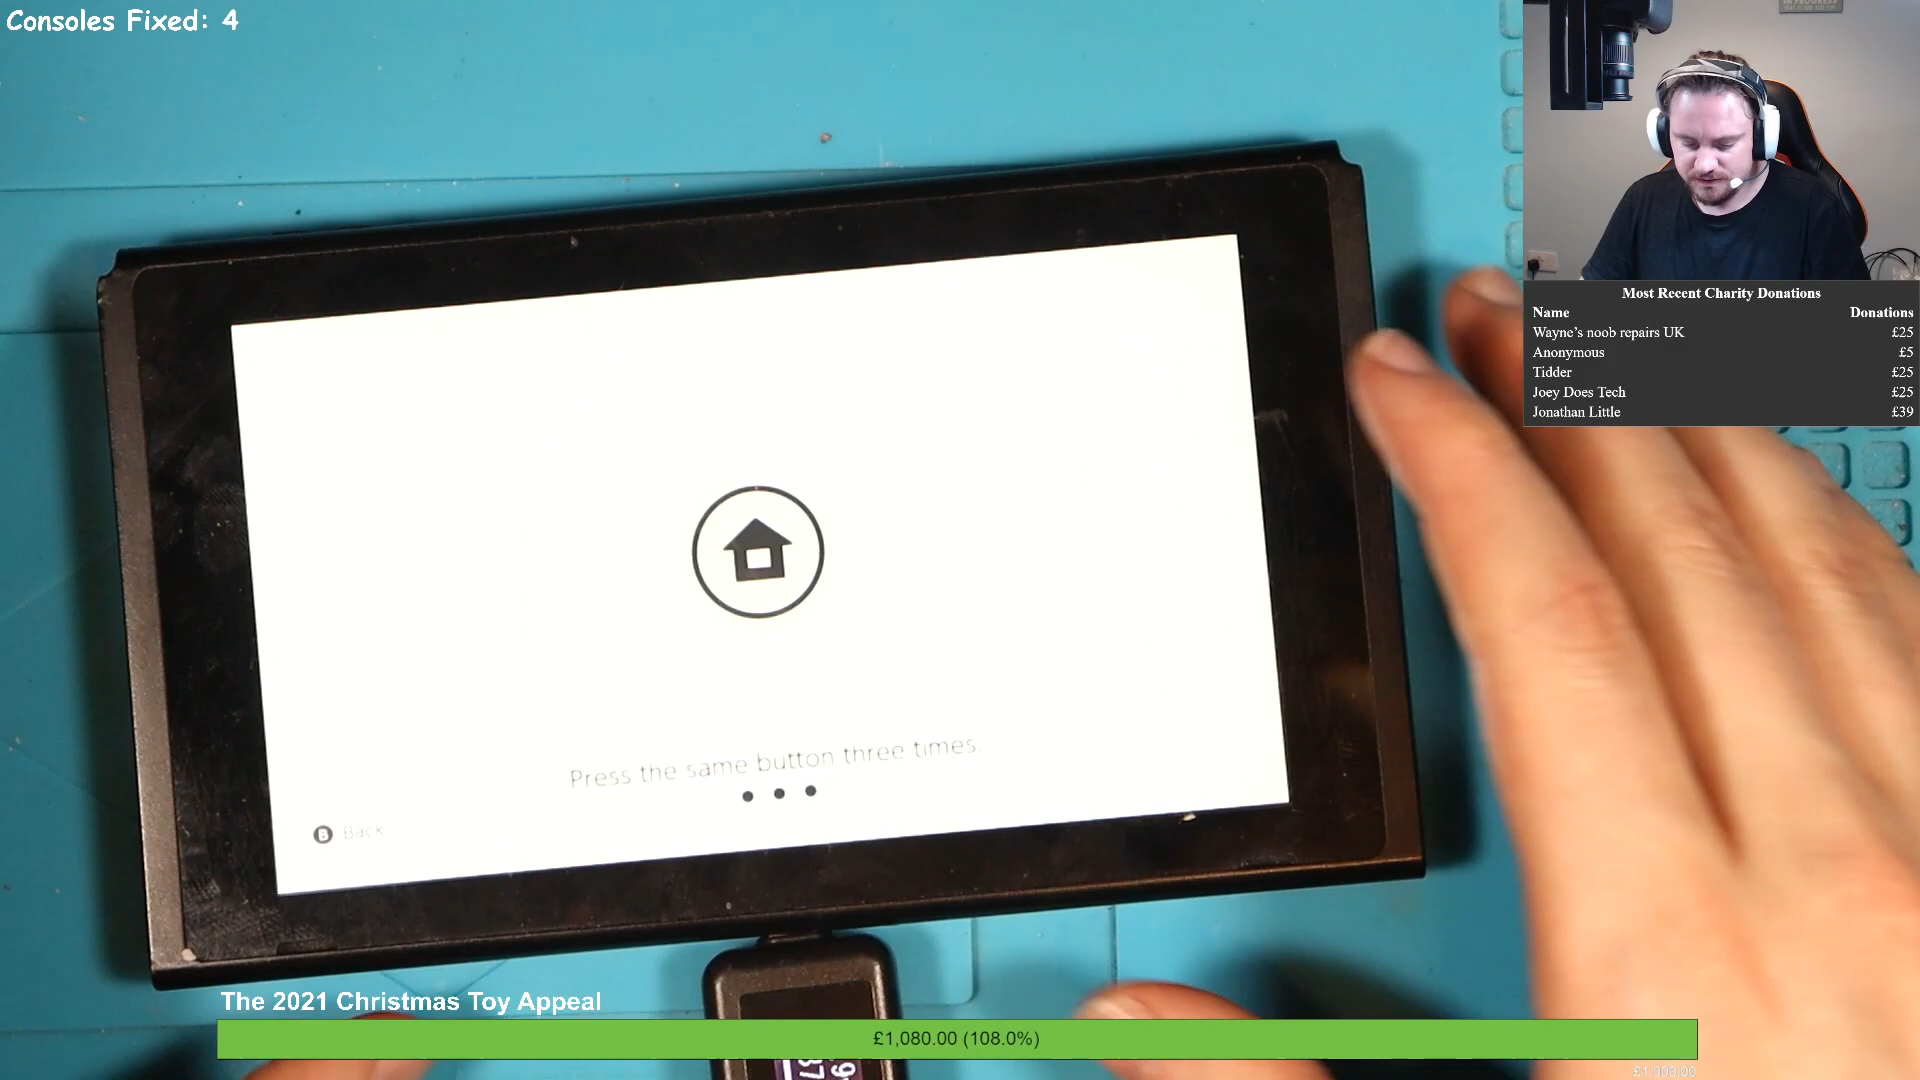 Consoles Fixed: 4
IN PROGRESS
Most Recent Charity Donations
Name Donations
Wayne's noob repairs UK £25
Anonymous £5
Tidder £25
Joey Does Tech £25
Jonathan Little £39
Press the same button three times.
B Back
The 2021 Christmas Toy Appeal
£1,080.00 (108.0%)
£1,000.00